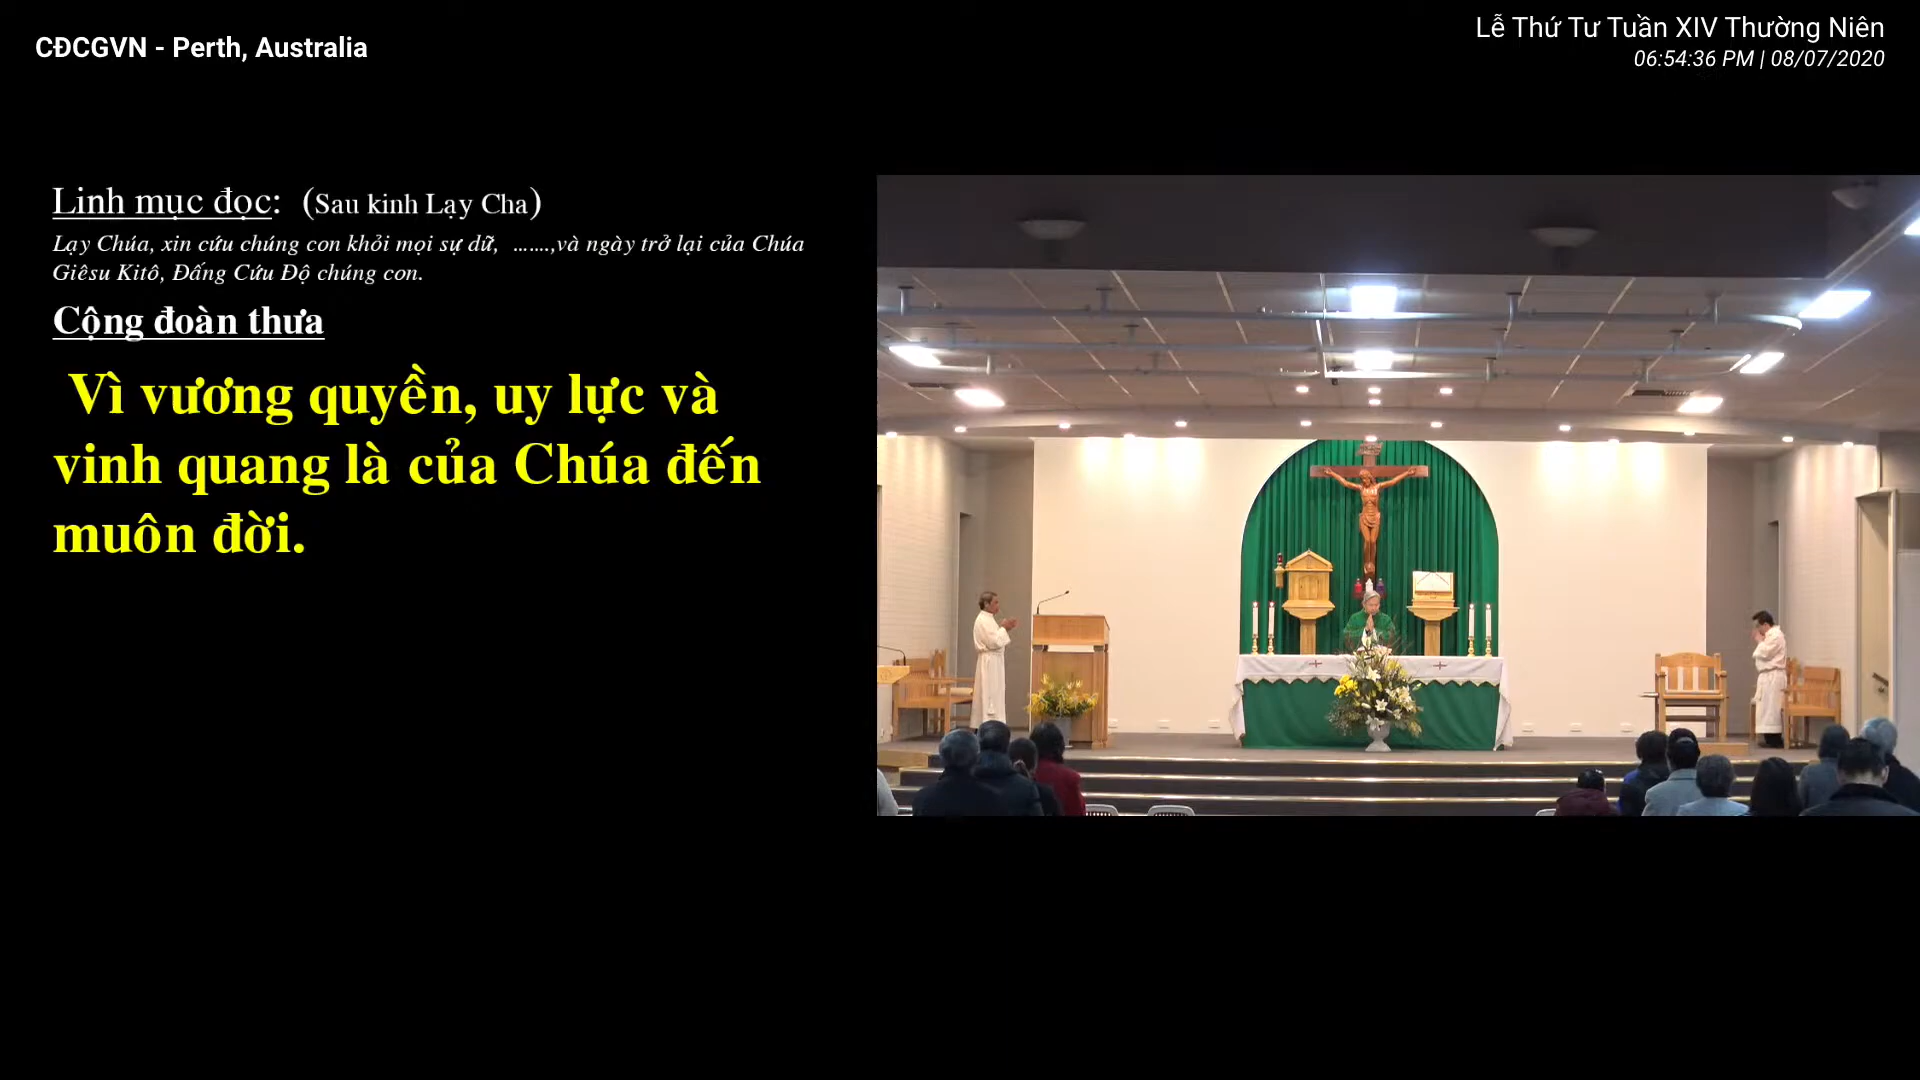 CĐCGVN - Perth, Australia
Lễ Thứ Tư Tuần XIV Thường Niên
06:54:36 PM | 08/07/2020
Linh mục đọc: (Sau kinh Lạy Cha)
Lạy Chúa, xin cứu chúng con khỏi mọi sự dữ, .......,và ngày trở lại của Chúa
Giêsu Kitô, Đấng Cứu Độ chúng con.
Cộng đoàn thưa
Vì vương quyền, uy lực và
vinh quang là của Chúa đến
muôn đời.